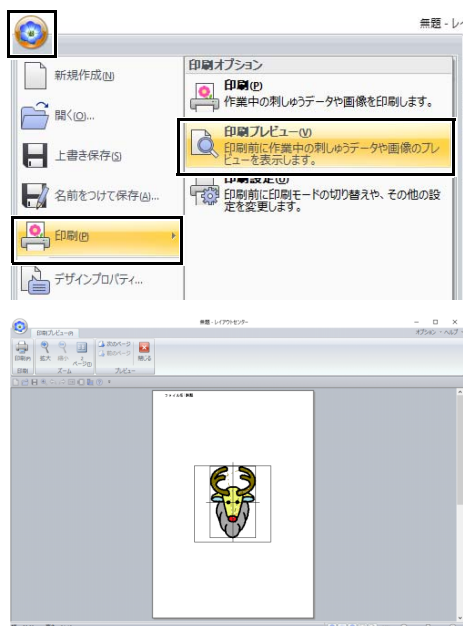 無題 - レ
印刷オプション
新規作成(N)
印刷(P)
作業中の刺しゅうデータや画像を印刷します。
開く(O)...
印刷プレビュー(V)
印刷前に作業中の刺しゅうデータや画像のプレ
ビューを表示します。
上書き保存(S)
印刷設定(U)
名前をつけて保存(A)...
印刷前に印刷モードの切り替えや、その他の設
定を変更します。
印刷(P)
デザインプロパティ...
無題 - レイアウトセンター
印刷プレビュー(P)
オプション ヘルプ
次のページ
前のページ
印刷(P) 拡大 縮小 閉じる
印刷 ズーム プレビュー
ファイル名: 無題